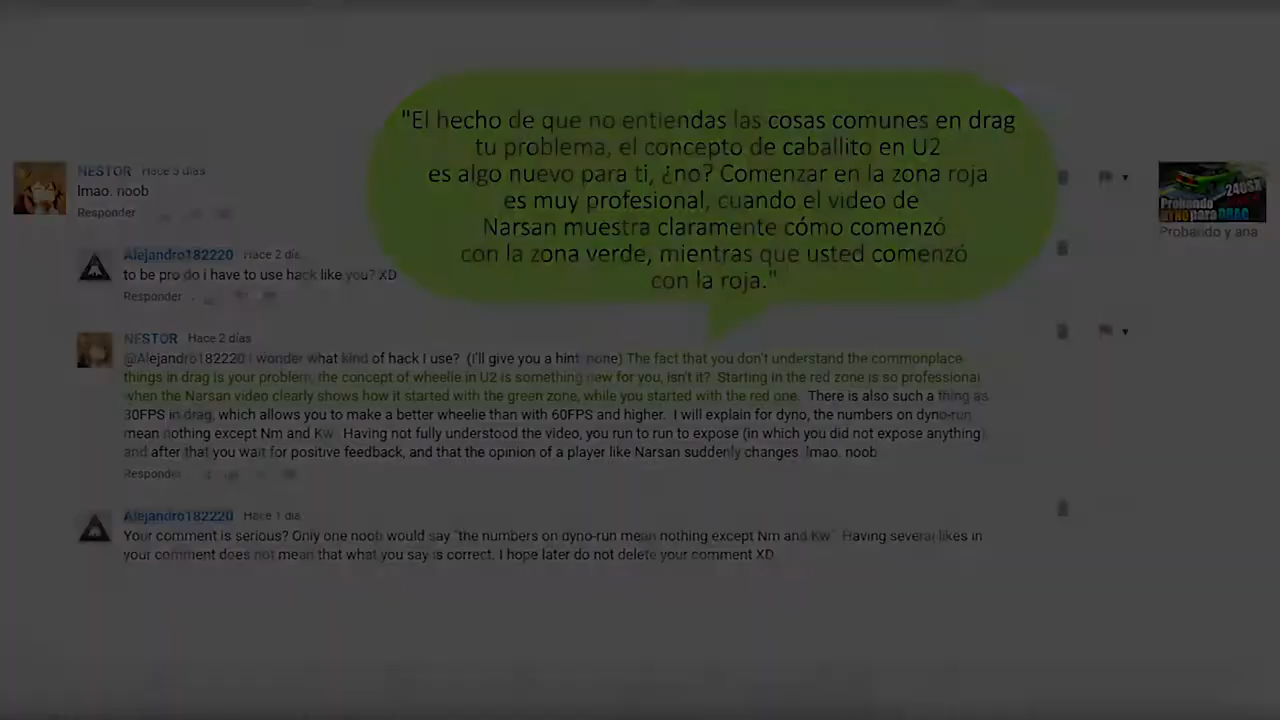 "El hecho de que no entiendas las cosas comunes en drag
tu problema, el concepto de caballito en U2
es algo nuevo para ti, ¿no? Comenzar en la zona roja
es muy profesional, cuando el video de
Narsan muestra claramente cómo comenzó
con la zona verde, mientras que usted comenzó
con la roja."
NESTOR Hace 3 días
lmao. noob
Responder
240SX
Probando
DYNO para DRAG
Probando y ana
Alejandro182220 Hace 2 día
to be pro do i have to use hack like you? XD
Responder
NESTOR Hace 2 días
@Alejandro182220 i wonder what kind of hack I use? (I'll give you a hint: none) The fact that you don't understand the commonplace
things in drag is your problem, the concept of wheelie in U2 is something new for you, isn't it? Starting in the red zone is so professional
when the Narsan video clearly shows how it started with the green zone, while you started with the red one. There is also such a thing as
30FPS in drag, which allows you to make a better wheelie than with 60FPS and higher. I will explain for dyno, the numbers on dyno-run
mean nothing except Nm and Kw. Having not fully understood the video, you run to run to expose (in which you did not expose anything)
and after that you wait for positive feedback, and that the opinion of a player like Narsan suddenly changes. lmao. noob
Responder
Alejandro182220 Hace 1 día
Your comment is serious? Only one noob would say "the numbers on dyno-run mean nothing except Nm and Kw". Having several likes in
your comment does not mean that what you say is correct. I hope later do not delete your comment XD